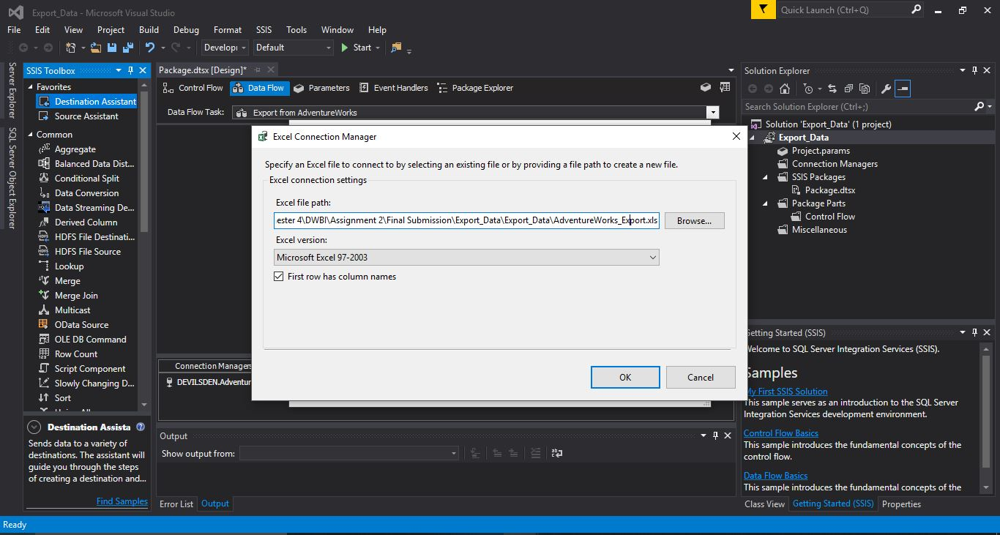 Export_Data - Microsoft Visual Studio
Quick Launch (Ctrl+Q)
File Edit View Project Build Debug Format SSIS Tools Window Help
Developi Default Start
Server Explorer
SQL Server Object Explorer
SSIS Toolbox
Favorites
Destination Assistant
Source Assistant
Common
Aggregate
Balanced Data Dist...
Conditional Split
Data Conversion
Data Streaming De...
Derived Column
HDFS File Destinati...
HDFS File Source
Lookup
Merge
Merge Join
Multicast
OData Source
OLE DB Command
Row Count
Script Component
Slowly Changing D...
Sort
Destination Assista
Sends data to a variety of
destinations. The assistant will
guide you through the steps
of creating a destination and...
Find Samples
Package.dtsx [Design]*
Control Flow Data Flow Parameters Event Handlers Package Explorer
Data Flow Task: Export from AdventureWorks
Excel Connection Manager
Specify an Excel file to connect to by selecting an existing file or by providing a file path to create a new file.
Excel connection settings
Excel file path:
ester 4\DWBI\Assignment 2\Final Submission\Export_Data\Export_Data\AdventureWorks_Export.xls
Browse...
Excel version:
Microsoft Excel 97-2003
First row has column names
OK Cancel
Connection Managers
DEVILSDEN.Adventur
Output
Show output from:
Error List Output
Solution Explorer
Search Solution Explorer (Ctrl+;)
Solution 'Export_Data' (1 project)
Export_Data
Project.params
Connection Managers
SSIS Packages
Package.dtsx
Package Parts
Control Flow
Miscellaneous
Getting Started (SSIS)
Welcome to SQL Server Integration Services (SSIS).
Samples
My First SSIS Solution
This sample serves as an introduction to the SQL Server
Integration Services development environment.
Control Flow Basics
This sample introduces the fundamental concepts of the
control flow.
Data Flow Basics
This sample introduces the fundamental concepts of the
Class View Getting Started (SSIS) Properties
Ready